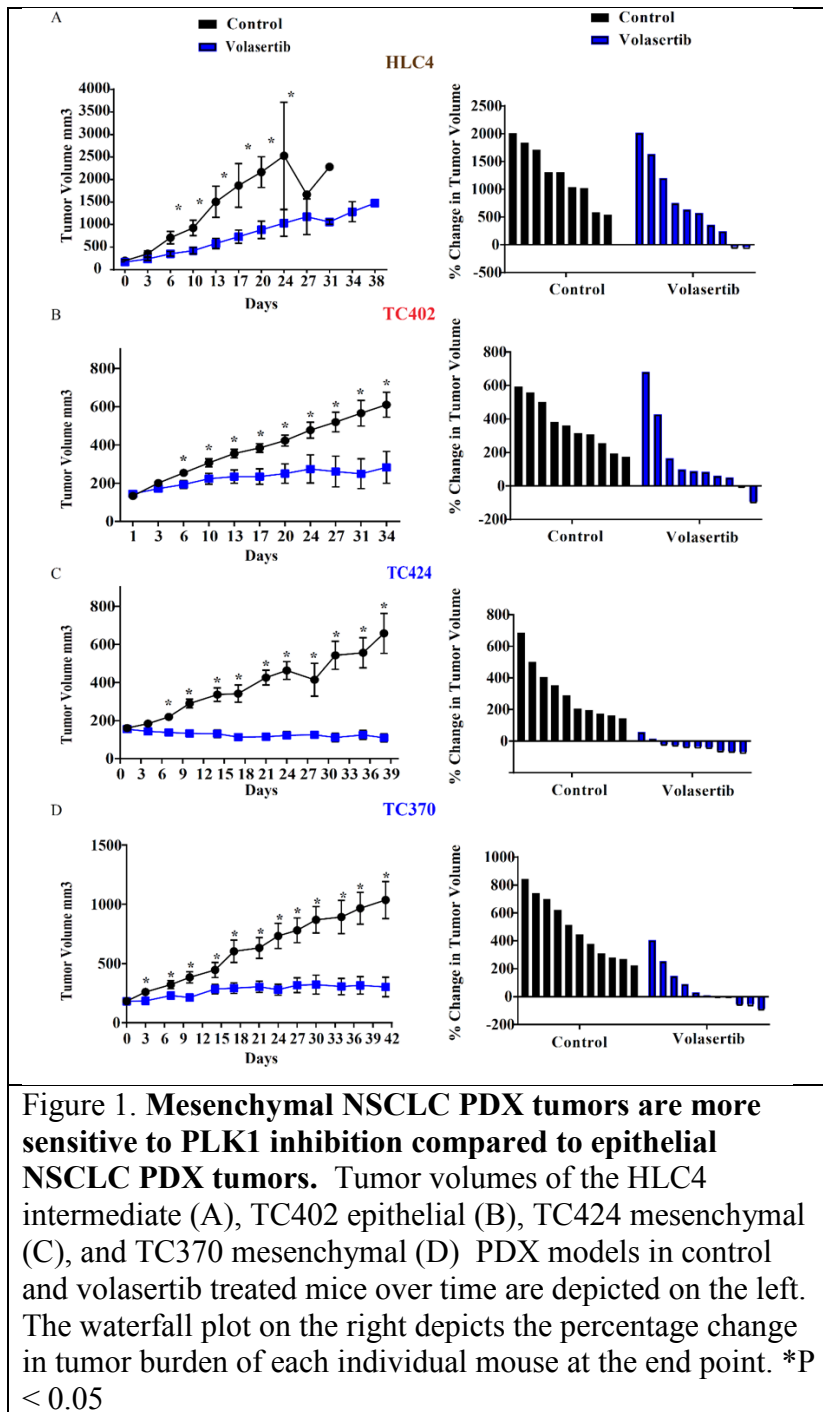 A
Control
Volasertib
Control
Volasertib
HLC4
Tumor Volume mm3
4000
3500
3000
2500
2000
1500
1000
500
0
* * * * * *
0 3 6 10 13 17 20 24 27 31 34 38
Days
% Change in Tumor Volume
2500
2000
1500
1000
500
0
-500
Control Volasertib
B
TC402
Tumor Volume mm3
800
600
400
200
0
* * * * * * * * *
1 3 6 10 13 17 20 24 27 31 34
Days
% Change in Tumor Volume
800
600
400
200
0
-200
Control Volasertib
C
TC424
Tumor Volume mm3
800
600
400
200
0
* * * * * * * * * *
0 3 6 9 12 15 18 21 24 27 30 33 36 39
Days
% Change in Tumor Volume
800
600
400
200
0
Control Volasertib
D
TC370
Tumor Volume mm3
1500
1000
500
0
* * * * * * * * * * * * *
0 3 6 9 12 15 18 21 24 27 30 33 36 39 42
Days
% Change in Tumor Volume
1000
800
600
400
200
0
-200
Control Volasertib
Figure 1. Mesenchymal NSCLC PDX tumors are more
sensitive to PLK1 inhibition compared to epithelial
NSCLC PDX tumors. Tumor volumes of the HLC4
intermediate (A), TC402 epithelial (B), TC424 mesenchymal
(C), and TC370 mesenchymal (D) PDX models in control
and volasertib treated mice over time are depicted on the left.
The waterfall plot on the right depicts the percentage change
in tumor burden of each individual mouse at the end point. *P
< 0.05